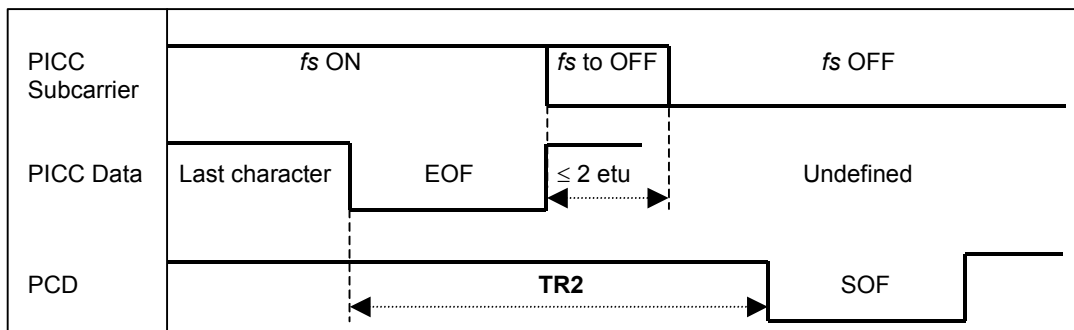 PICC
Subcarrier
fs ON
fs to OFF
fs OFF
PICC Data
Last character
EOF
≤ 2 etu
Undefined
PCD
TR2
SOF